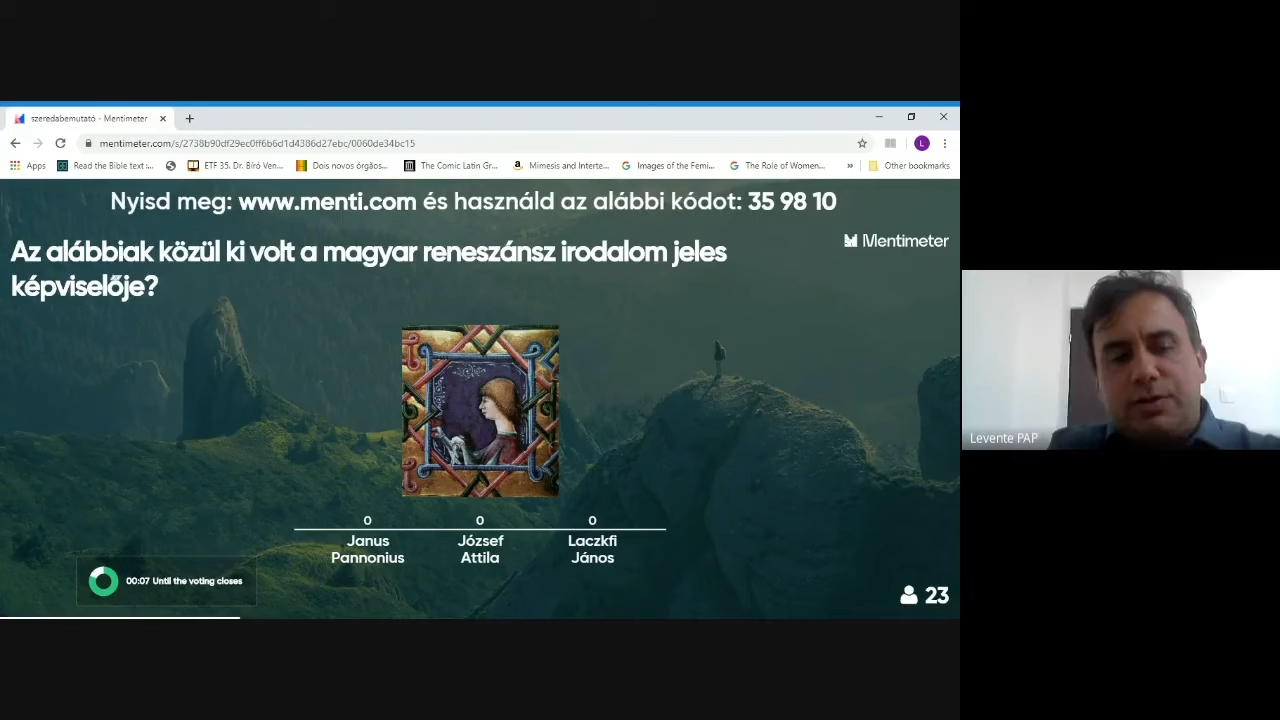 szeredabemutató - Mentimeter
mentimeter.com/s/2738b90df29ec0ff6b6d1d4386d27ebc/0060de34bc15
L
Apps
Read the Bible text :...
ETF 35. Dr. Bíró Ven...
Dois novos órgãos...
The Comic Latin Gr...
Mimesis and Interte...
Images of the Femi...
The Role of Women...
»
Other bookmarks
Nyisd meg: www.menti.com és használd az alábbi kódot: 35 98 10
Mentimeter
Az alábbiak közül ki volt a magyar reneszánsz irodalom jeles
képviselője?
0
0
0
Janus
Pannonius
József
Attila
Laczkfi
János
00:07 Until the voting closes
23
Levente PAP